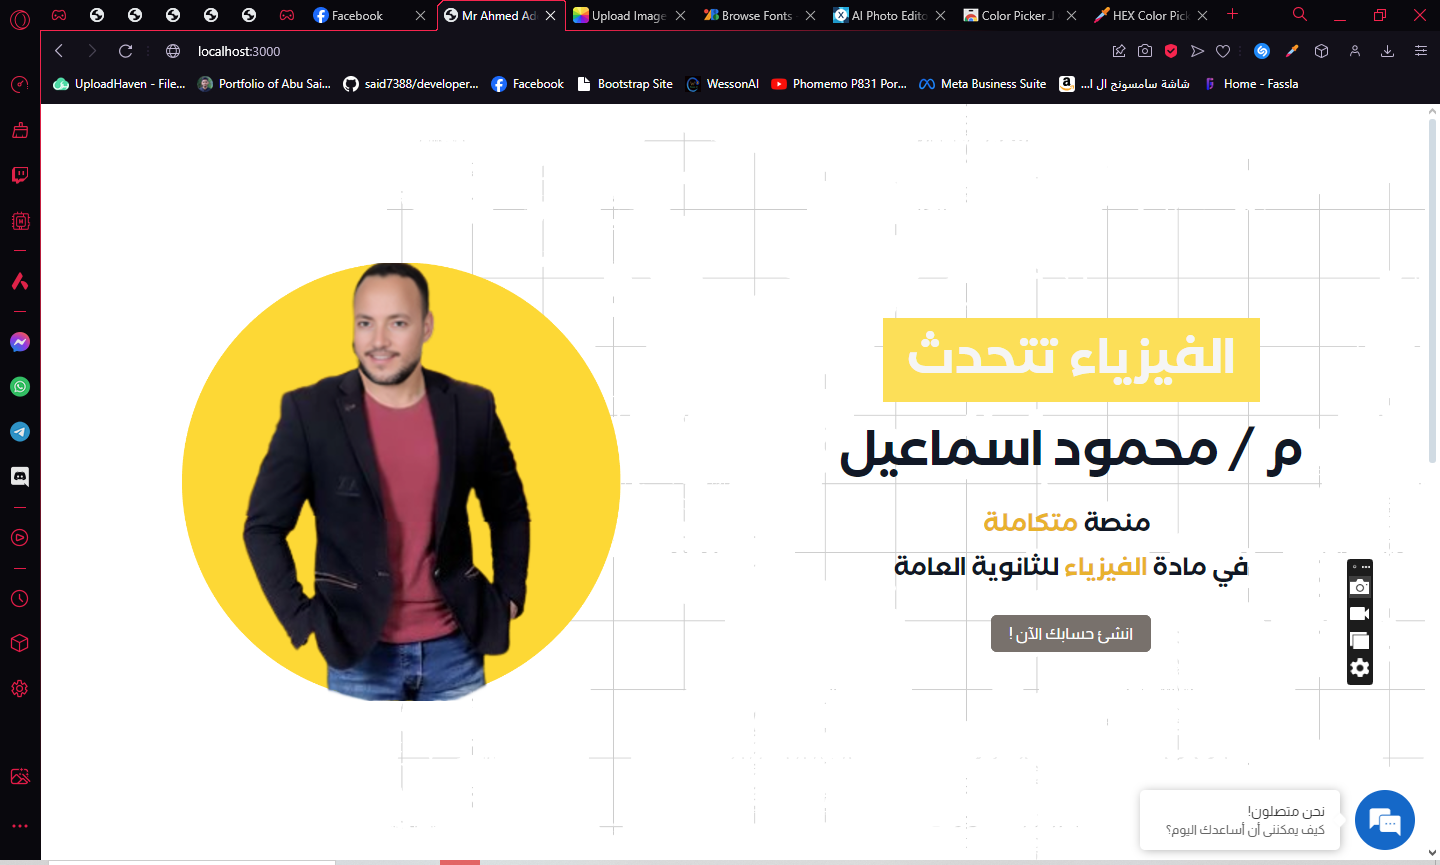 Facebook
Mr Ahmed Ad
Upload Image
Browse Fonts
AI Photo Edito
Color Picker لـ
HEX Color Pick
localhost:3000
UploadHaven - File...
Portfolio of Abu Sai...
said7388/developer...
Facebook
Bootstrap Site
WessonAI
Phomemo P831 Por...
Meta Business Suite
شاشة سامسونج ال ا...
Home - Fassla
الفيزياء تتحدث
م / محمود اسماعيل
منصة متكاملة
في مادة الفيزياء للثانوية العامة
انشئ حسابك الآن !
نحن متصلون!
كيف يمكننى أن أساعدك اليوم؟